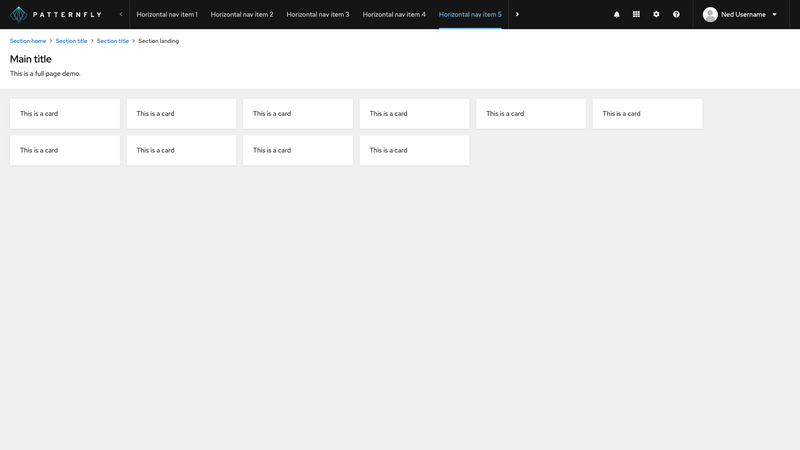 PATTERNFLY Horizontal nav item 1 Horizontal nav item 2 Horizontal nav item 3 Horizontal nav item 4 Horizontal nav item 5 Ned Username
Section home > Section title > Section title > Section landing
Main title
This is a full page demo.
This is a card This is a card This is a card This is a card This is a card This is a card
This is a card This is a card This is a card This is a card